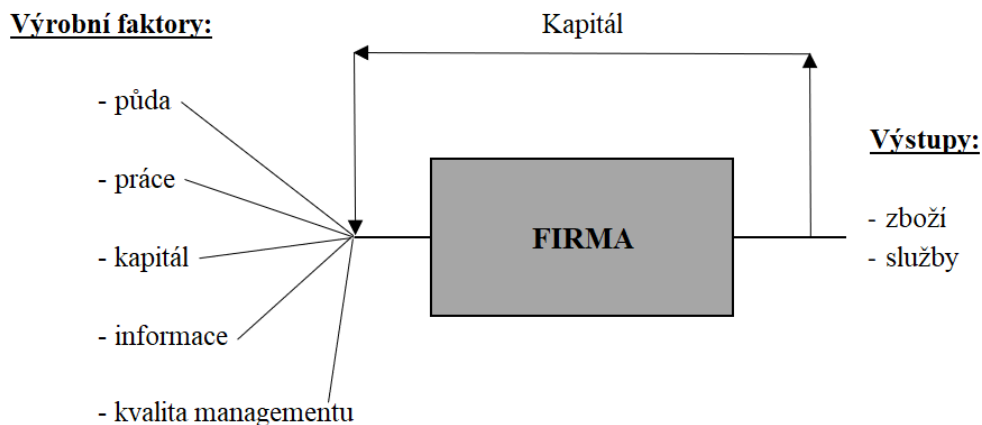 Výrobní faktory:
Kapitál
- půda
- práce
- kapitál
- informace
- kvalita managementu
FIRMA
Výstupy:
- zboží
- služby